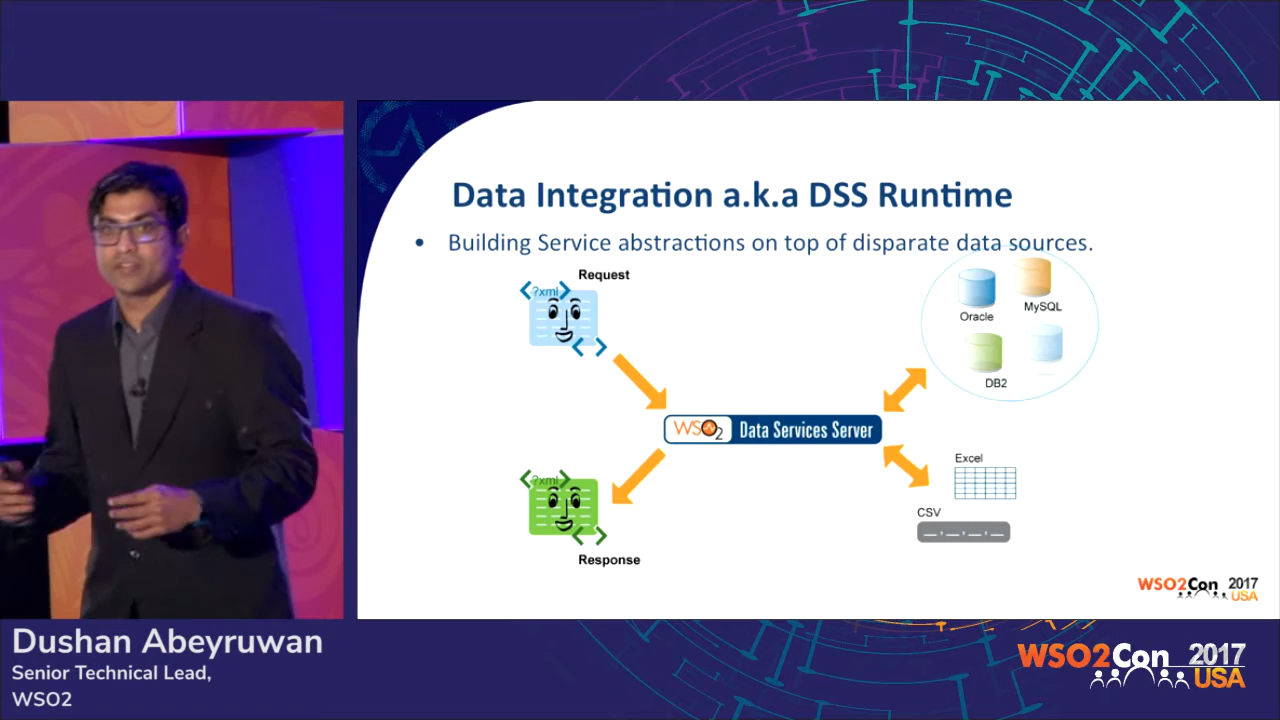 Data Integration a.k.a DSS Runtime
• Building Service abstractions on top of disparate data sources.
Request
<?xml>
< >
Oracle
MySQL
DB2
....
WSO2 Data Services Server
Excel
CSV
<?xml>
< >
Response
WSO2Con 2017
USA
Dushan Abeyruwan
Senior Technical Lead,
WSO2
WSO2Con 2017
USA